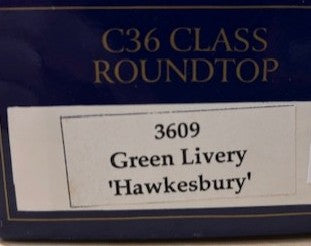 C36 CLASS
ROUNDTOP
3609
Green Livery
'Hawkesbury'